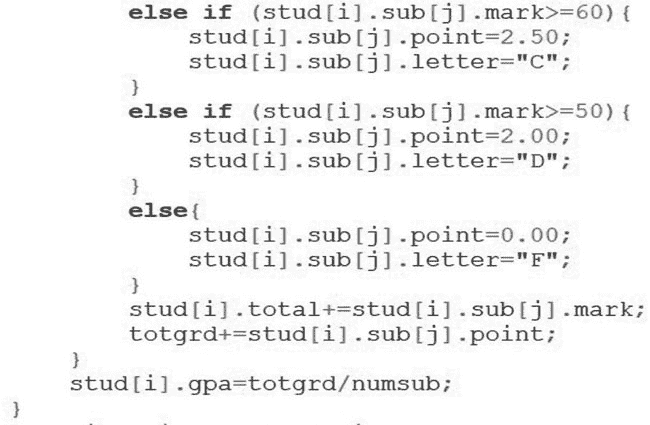 else if (stud[i].sub[j].mark>=60){
stud[i].sub[j].point=2.50;
stud[i].sub[j].letter="C";
}
else if (stud[i].sub[j].mark>=50){
stud[i].sub[j].point=2.00;
stud[i].sub[j].letter="D";
}
else{
stud[i].sub[j].point=0.00;
stud[i].sub[j].letter="F";
}
stud[i].total+=stud[i].sub[j].mark;
totgrd+=stud[i].sub[j].point;
}
stud[i].gpa=totgrd/numsub;
}